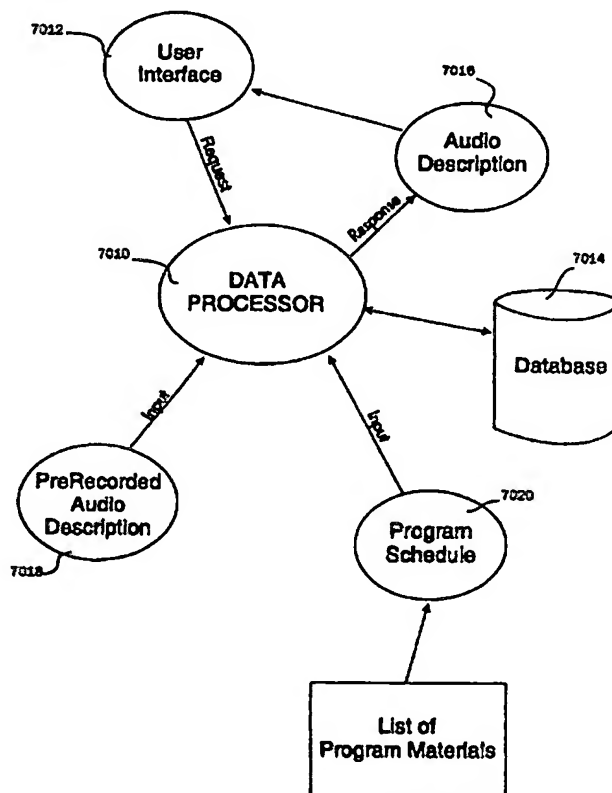 7012
User
Interface
7016
Audio
Description
Request
Response
7010
DATA
PROCESSOR
7014
Database
Input
Input
PreRecorded
Audio
Description
7018
7020
Program
Schedule
List of
Program Materials